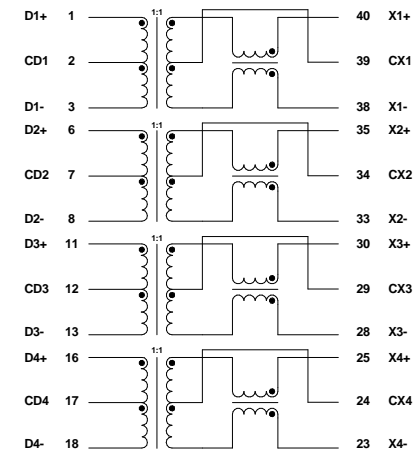 D1+ 1 1:1 40 X1+
CD1 2 39 CX1
D1- 3 38 X1-
D2+ 6 1:1 35 X2+
CD2 7 34 CX2
D2- 8 33 X2-
D3+ 11 1:1 30 X3+
CD3 12 29 CX3
D3- 13 28 X3-
D4+ 16 1:1 25 X4+
CD4 17 24 CX4
D4- 18 23 X4-